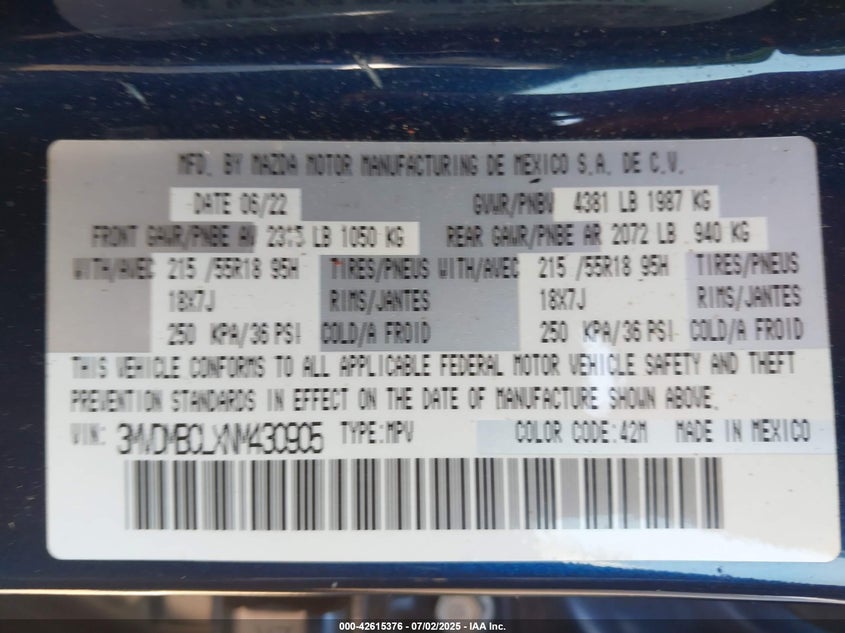 MFD. BY MAZDA MOTOR MANUFACTURING DE MEXICO S.A. DE C.V.
DATE 06/22 GVWR/PNBV 4381 LB 1987 KG
FRONT GAWR/PNBE AV LB 1050 KG REAR GAWR/PNBE AR 2072 LB 940 KG
WITH/AVEC 215 /55R18 95H TIRES/PNEUS WITH/AVEC 215 /55R18 95H TIRES/PNEUS
18X7J RIMS/JANTES 18X7J RIMS/JANTES
250 KPA/36 PSI COLD/A FROID 250 KPA/36 PSI COLD/A FROID
THIS VEHICLE CONFORMS TO ALL APPLICABLE FEDERAL MOTOR VEHICLE SAFETY AND THEFT
PREVENTION STANDARDS IN EFFECT ON THE DATE OF MANUFACTURE SHOWN ABOVE.
VIN: 3MVDMBCLXNM430905 TYPE:MPV COLOR CODE:42M MADE IN MEXICO
000-42615376 - 07/02/2025 - IAA Inc.